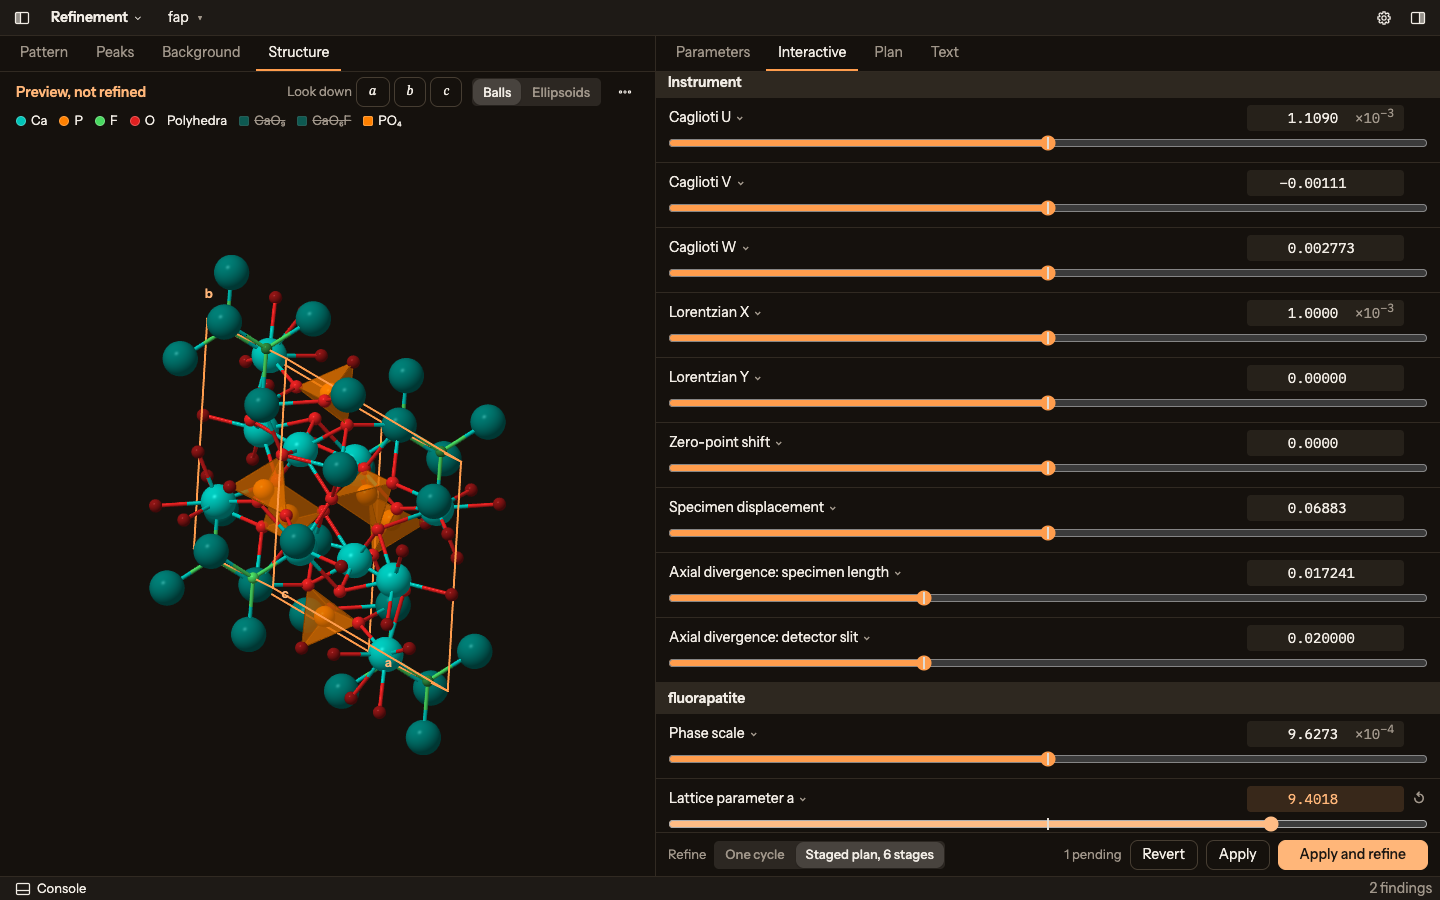 Refinement fap
Pattern Peaks Background Structure
Parameters Interactive Plan Text
Preview, not refined Look down a b c Balls Ellipsoids
Ca P F O Polyhedra CaO₉ CaO₆F PO₄
b
c
a
Instrument
Caglioti U 1.1090 ×10⁻³
Caglioti V −0.00111
Caglioti W 0.002773
Lorentzian X 1.0000 ×10⁻³
Lorentzian Y 0.00000
Zero-point shift 0.0000
Specimen displacement 0.06883
Axial divergence: specimen length 0.017241
Axial divergence: detector slit 0.020000
fluorapatite
Phase scale 9.6273 ×10⁻⁴
Lattice parameter a 9.4018
Refine One cycle Staged plan, 6 stages 1 pending Revert Apply Apply and refine
Console 2 findings